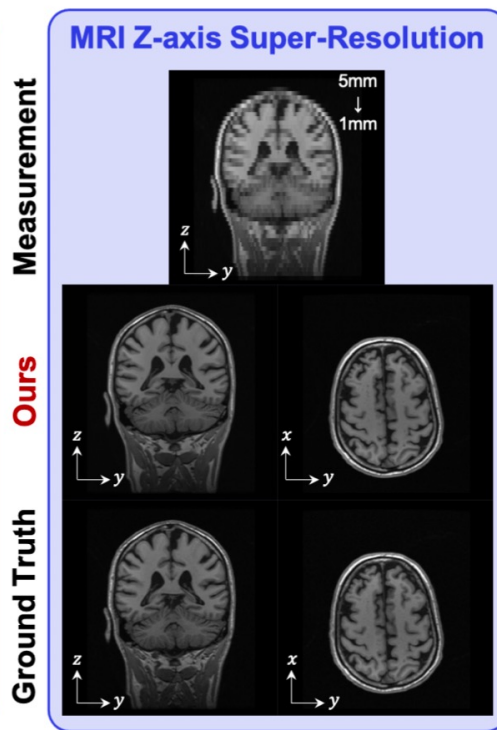 MRI Z-axis Super-Resolution
Measurement
5mm
↓
1mm
z
y
Ours
z
y
x
y
Ground Truth
z
y
x
y